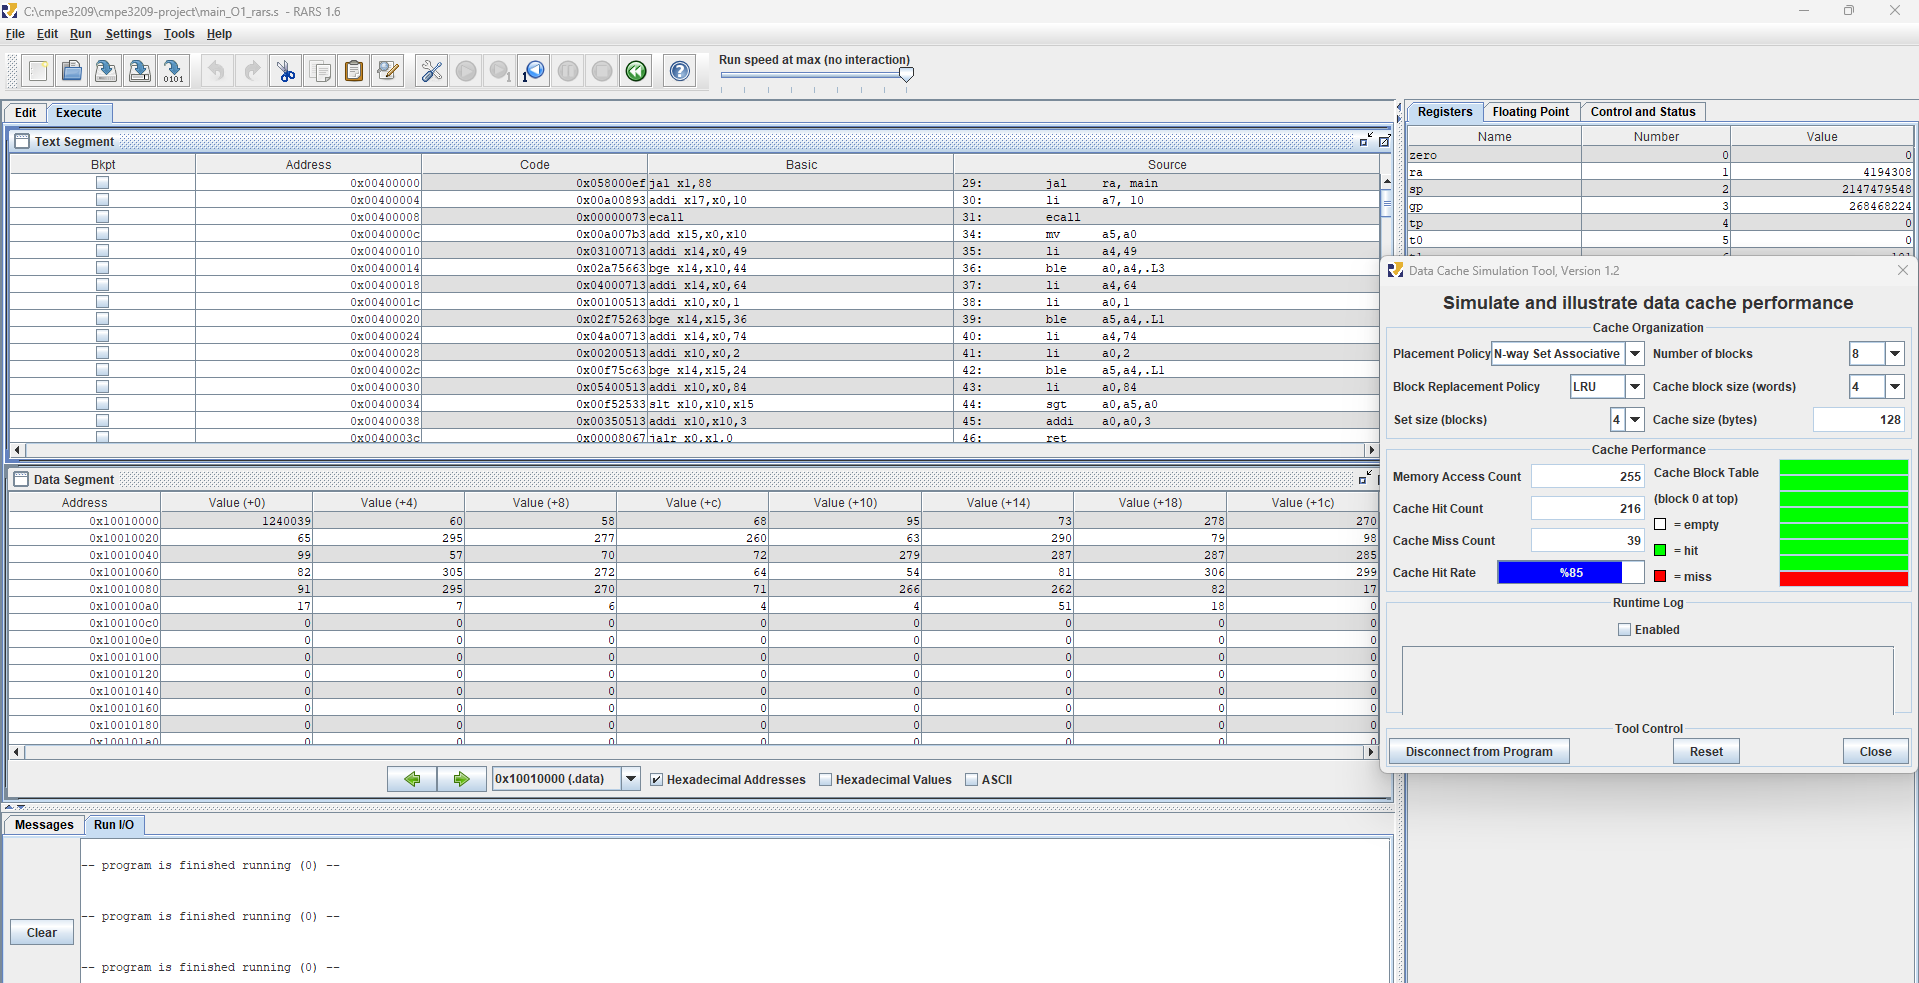 C:\cmpe3209\cmpe3209-project\main_O1_rars.s - RARS 1.6
File Edit Run Settings Tools Help
Run speed at max (no interaction)
Edit Execute
Text Segment
Bkpt Address Code Basic Source
0x00400000 0x058000ef jal x1,88 29: jal ra, main
0x00400004 0x00a00893 addi x17,x0,10 30: li a7, 10
0x00400008 0x00000073 ecall 31: ecall
0x0040000c 0x00a007b3 add x15,x0,x10 34: mv a5,a0
0x00400010 0x03100713 addi x14,x0,49 35: li a4,49
0x00400014 0x02a75663 bge x14,x10,44 36: ble a0,a4,.L3
0x00400018 0x04000713 addi x14,x0,64 37: li a4,64
0x0040001c 0x00100513 addi x10,x0,1 38: li a0,1
0x00400020 0x02f75263 bge x14,x15,36 39: ble a5,a4,.L1
0x00400024 0x04a00713 addi x14,x0,74 40: li a4,74
0x00400028 0x00200513 addi x10,x0,2 41: li a0,2
0x0040002c 0x00f75c63 bge x14,x15,24 42: ble a5,a4,.L1
0x00400030 0x05400513 addi x10,x0,84 43: li a0,84
0x00400034 0x00f52533 slt x10,x10,x15 44: sgt a0,a5,a0
0x00400038 0x00350513 addi x10,x10,3 45: addi a0,a0,3
0x0040003c 0x00008067 jalr x0,x1,0 46: ret
Data Segment
Address Value (+0) Value (+4) Value (+8) Value (+c) Value (+10) Value (+14) Value (+18) Value (+1c)
0x10010000 1240039 60 58 68 95 73 278 270
0x10010020 65 295 277 260 63 290 79 98
0x10010040 99 57 70 72 279 287 287 285
0x10010060 82 305 272 64 54 81 306 299
0x10010080 91 295 270 71 266 262 82 17
0x100100a0 17 7 6 4 4 51 18 0
0x100100c0 0 0 0 0 0 0 0 0
0x100100e0 0 0 0 0 0 0 0 0
0x10010100 0 0 0 0 0 0 0 0
0x10010120 0 0 0 0 0 0 0 0
0x10010140 0 0 0 0 0 0 0 0
0x10010160 0 0 0 0 0 0 0 0
0x10010180 0 0 0 0 0 0 0 0
0x100101a0 0 0 0 0 0 0 0 0
0x10010000 (.data) Hexadecimal Addresses Hexadecimal Values ASCII
Messages Run I/O
Clear
-- program is finished running (0) --
-- program is finished running (0) --
-- program is finished running (0) --
Registers Floating Point Control and Status
Name Number Value
zero 0 0
ra 1 4194308
sp 2 2147479548
gp 3 268468224
tp 4 0
t0 5 0
Data Cache Simulation Tool, Version 1.2
Simulate and illustrate data cache performance
Cache Organization
Placement Policy N-way Set Associative Number of blocks 8
Block Replacement Policy LRU Cache block size (words) 4
Set size (blocks) 4 Cache size (bytes) 128
Cache Performance
Memory Access Count 255 Cache Block Table
(block 0 at top)
Cache Hit Count 216
= empty
Cache Miss Count 39
= hit
Cache Hit Rate %85
= miss
Runtime Log
Enabled
Tool Control
Disconnect from Program Reset Close